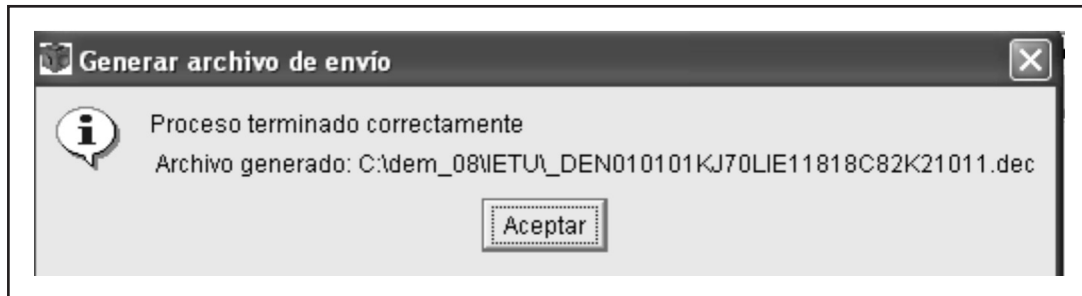 Generar archivo de envío
Proceso terminado correctamente
Archivo generado: C:\dem_08\IETU\_DEN010101KJ70LIE11818C82K21011.dec
Aceptar